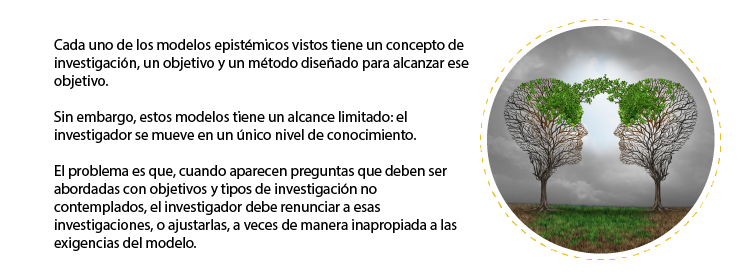 Cada uno de los modelos epistémicos vistos tiene un concepto de
investigación, un objetivo y un método diseñado para alcanzar ese
objetivo.
Sin embargo, estos modelos tiene un alcance limitado: el
investigador se mueve en un único nivel de conocimiento.
El problema es que, cuando aparecen preguntas que deben ser
abordadas con objetivos y tipos de investigación no
contemplados, el investigador debe renunciar a esas
investigaciones, o ajustarlas, a veces de manera inapropiada a las
exigencias del modelo.